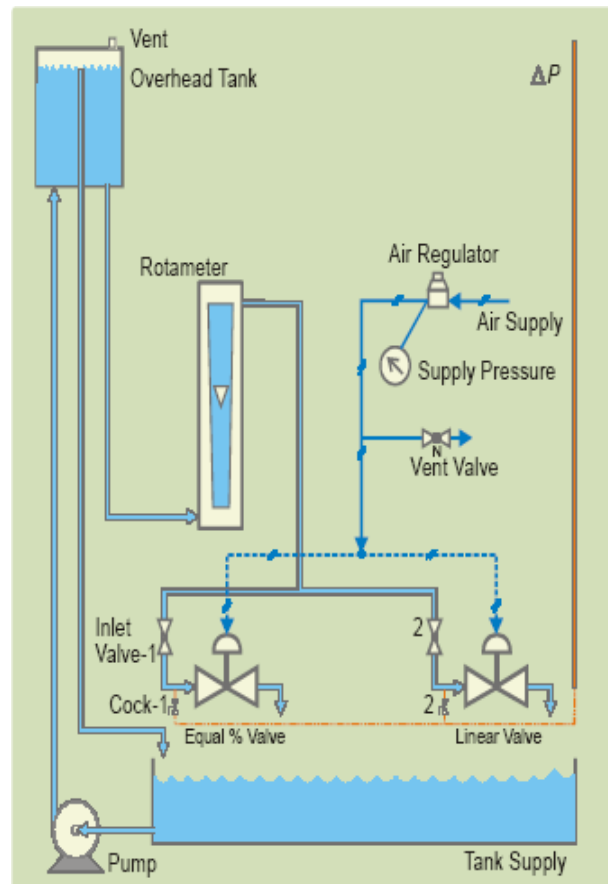 Vent
Overhead Tank
ΔP
Rotameter
Air Regulator
Air Supply
Supply Pressure
N
Vent Valve
Inlet
Valve-1
2
Cock-1
2
Equal % Valve
Linear Valve
Pump
Tank Supply